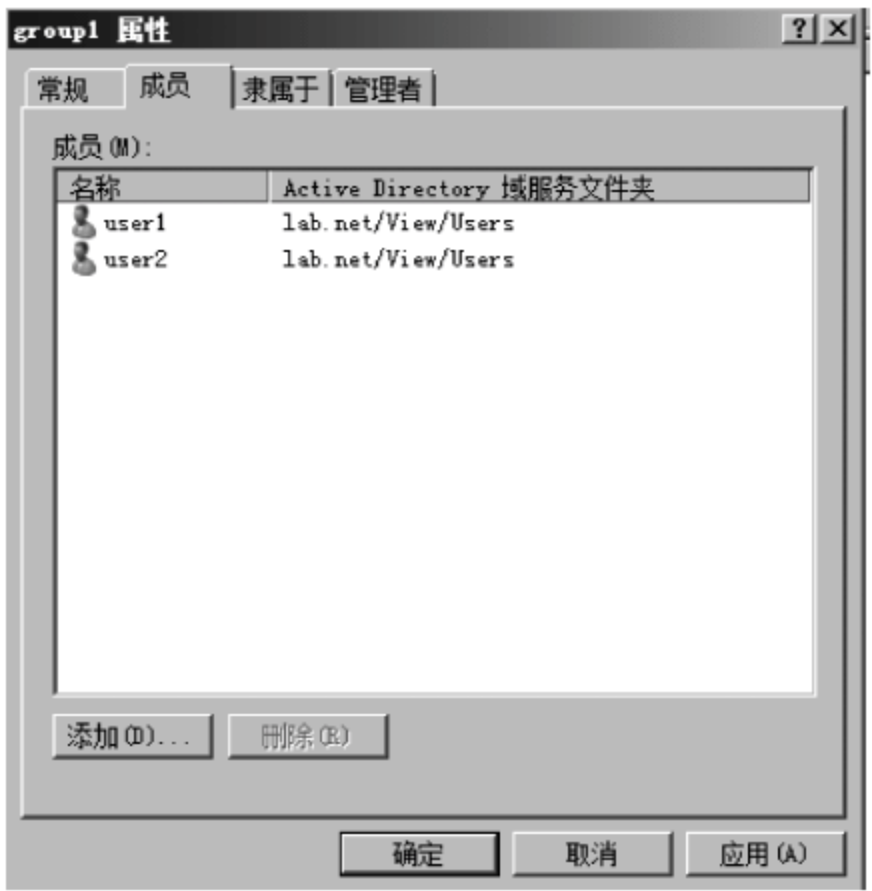 group1 属性
常规 成员 隶属于 管理者
成员(M):
名称 Active Directory 域服务文件夹
user1 lab.net/View/Users
user2 lab.net/View/Users
添加(D)... 删除(R)
确定 取消 应用(A)